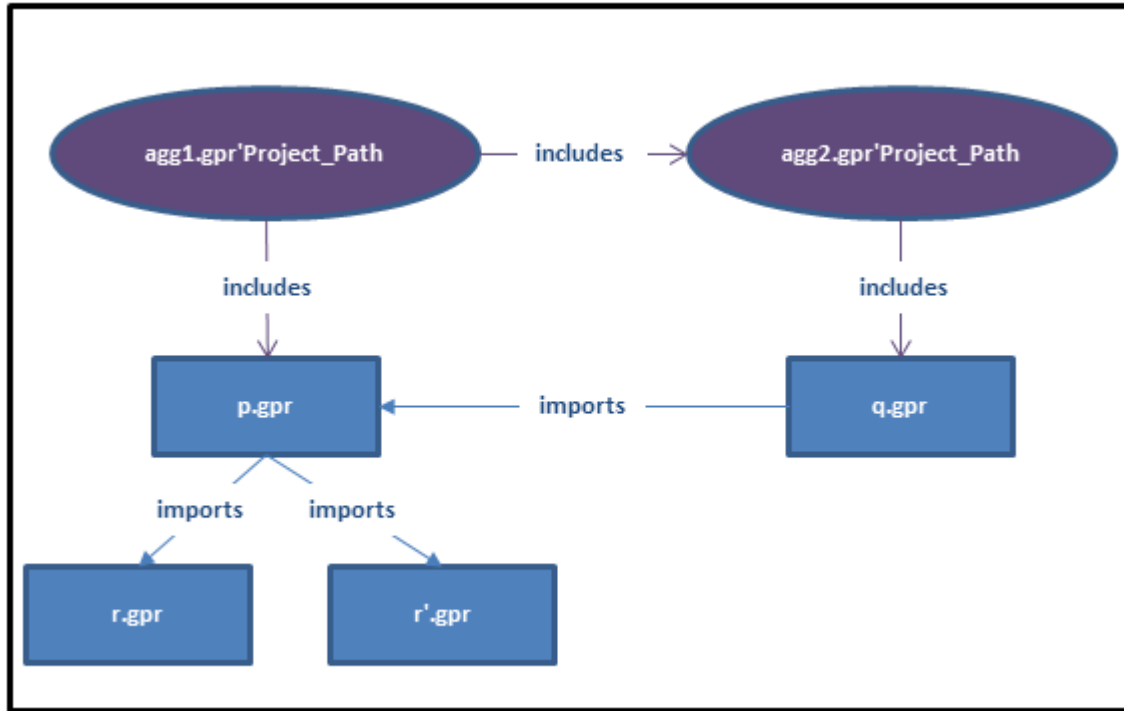 agg1.gpr'Project_Path
includes
agg2.gpr'Project_Path
includes
includes
p.gpr
imports
q.gpr
imports
imports
r.gpr
r'.gpr